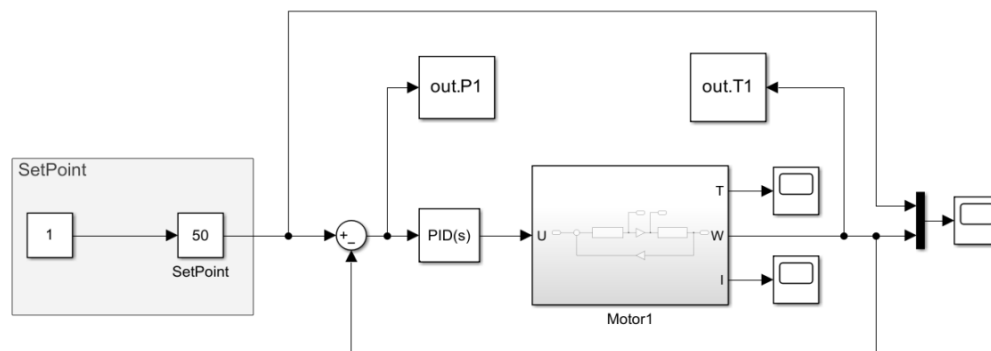 out.P1
out.T1
SetPoint
1
50
SetPoint
+
−
PID(s)
U
T
W
I
Motor1